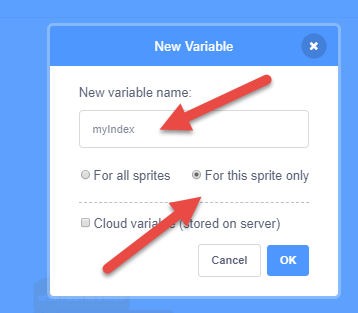 New Variable
New variable name:
myIndex
For all sprites For this sprite only
Cloud variable (stored on server)
Cancel OK